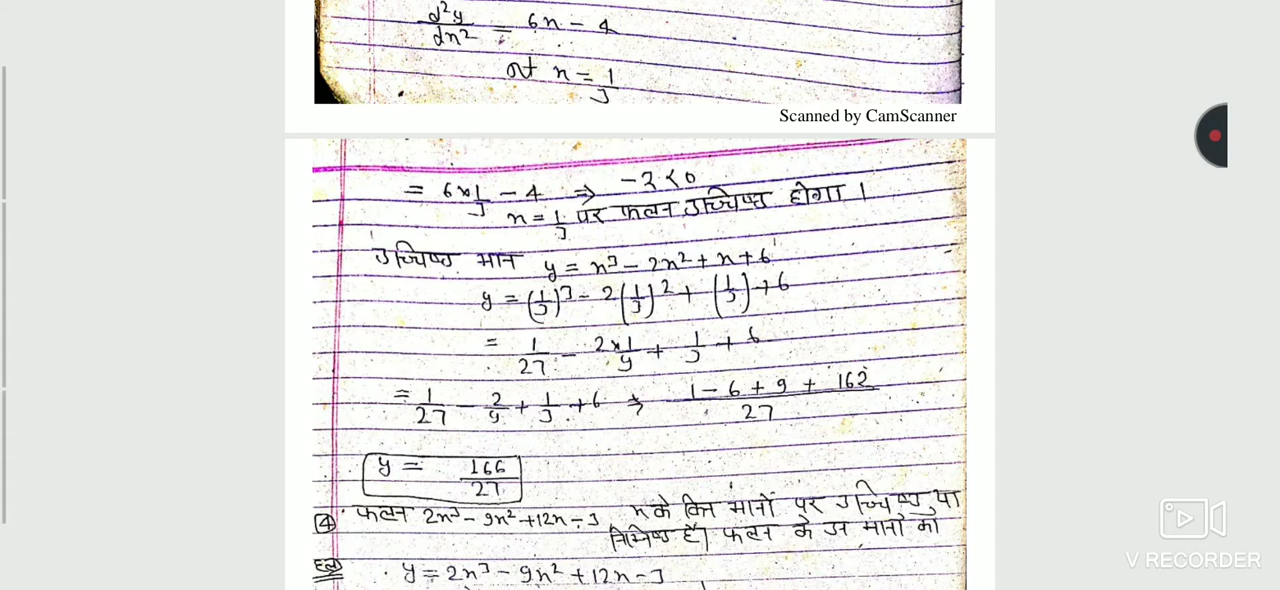 d²y/dx² = 6x - 4
at x = 1/3
Scanned by CamScanner
= 6×1/3 - 4 ⇒ -2 < 0
x = 1/3 पर फलन उच्चिष्ठ होगा ।
उच्चिष्ठ मान y = x³ - 2x² + x + 6
y = (1/3)³ - 2(1/3)² + (1/3) + 6
= 1/27 - 2×1/9 + 1/3 + 6
= 1/27 - 2/9 + 1/3 + 6 ⇒ (1 - 6 + 9 + 162)/27
y = 166/27
④ फलन 2x³ - 9x² + 12x - 3 x के किन मानों पर उच्चिष्ठ या
निम्निष्ठ हैं। फलन के उन मानों को
हल y = 2x³ - 9x² + 12x - 3
V RECORDER